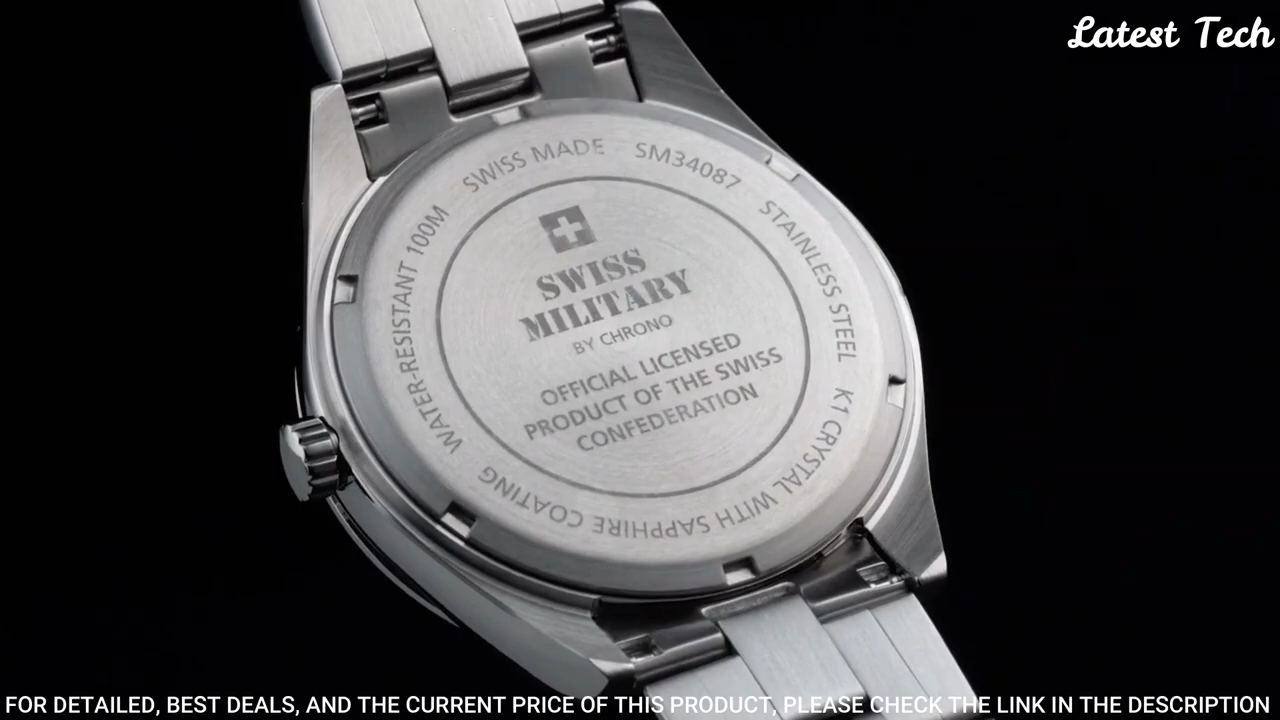 Latest Tech
SWISS MADE
SM34087
STAINLESS STEEL
K1 CRYSTAL WITH SAPPHIRE COATING
WATER-RESISTANT 100M
SWISS
MILITARY
BY CHRONO
OFFICIAL LICENSED
PRODUCT OF THE SWISS
CONFEDERATION
FOR DETAILED, BEST DEALS, AND THE CURRENT PRICE OF THIS PRODUCT, PLEASE CHECK THE LINK IN THE DESCRIPTION